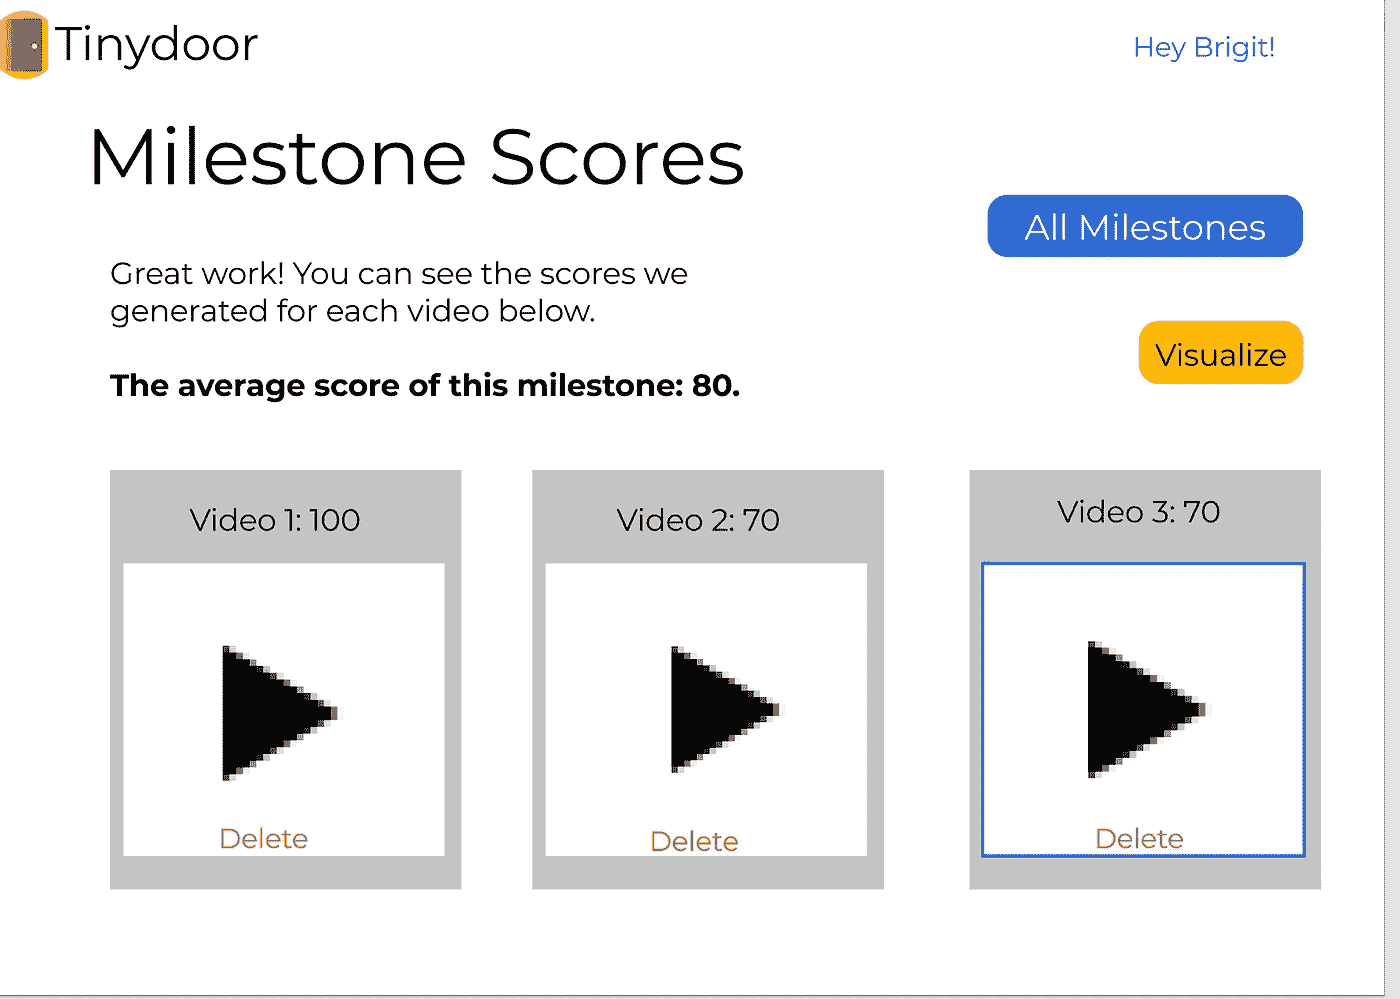 Tinydoor
Hey Brigit!
Milestone Scores
All Milestones
Great work! You can see the scores we
generated for each video below.
Visualize
The average score of this milestone: 80.
Video 1: 100
Video 2: 70
Video 3: 70
Delete
Delete
Delete